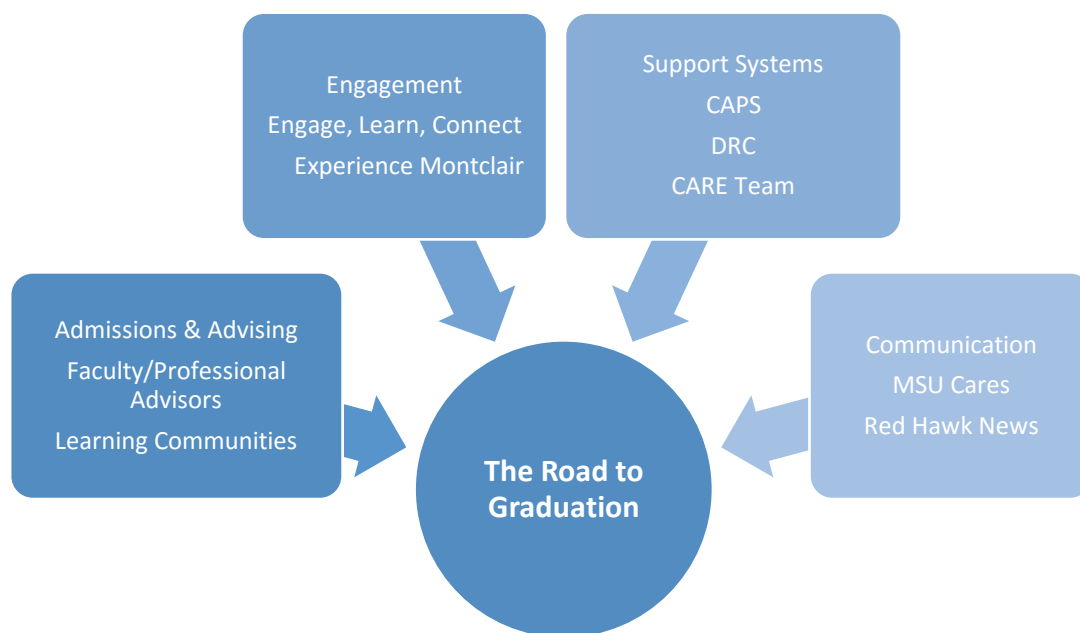 Engagement
Engage, Learn, Connect
Experience Montclair
Support Systems
CAPS
DRC
CARE Team
Admissions & Advising
Faculty/Professional
Advisors
Learning Communities
Communication
MSU Cares
Red Hawk News
The Road to
Graduation